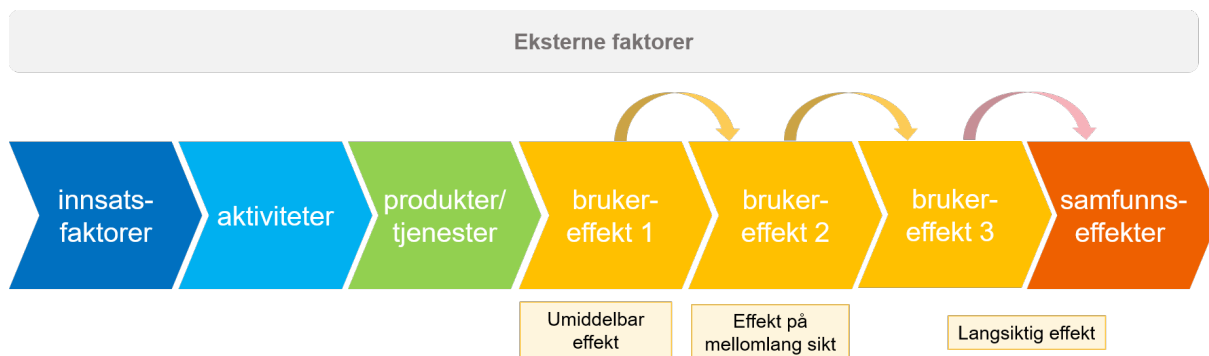 Eksterne faktorer
innsats-
faktorer
aktiviteter
produkter/
tjenester
bruker-
effekt 1
bruker-
effekt 2
bruker-
effekt 3
samfunns-
effekter
Umiddelbar
effekt
Effekt på
mellomlang sikt
Langsiktig effekt